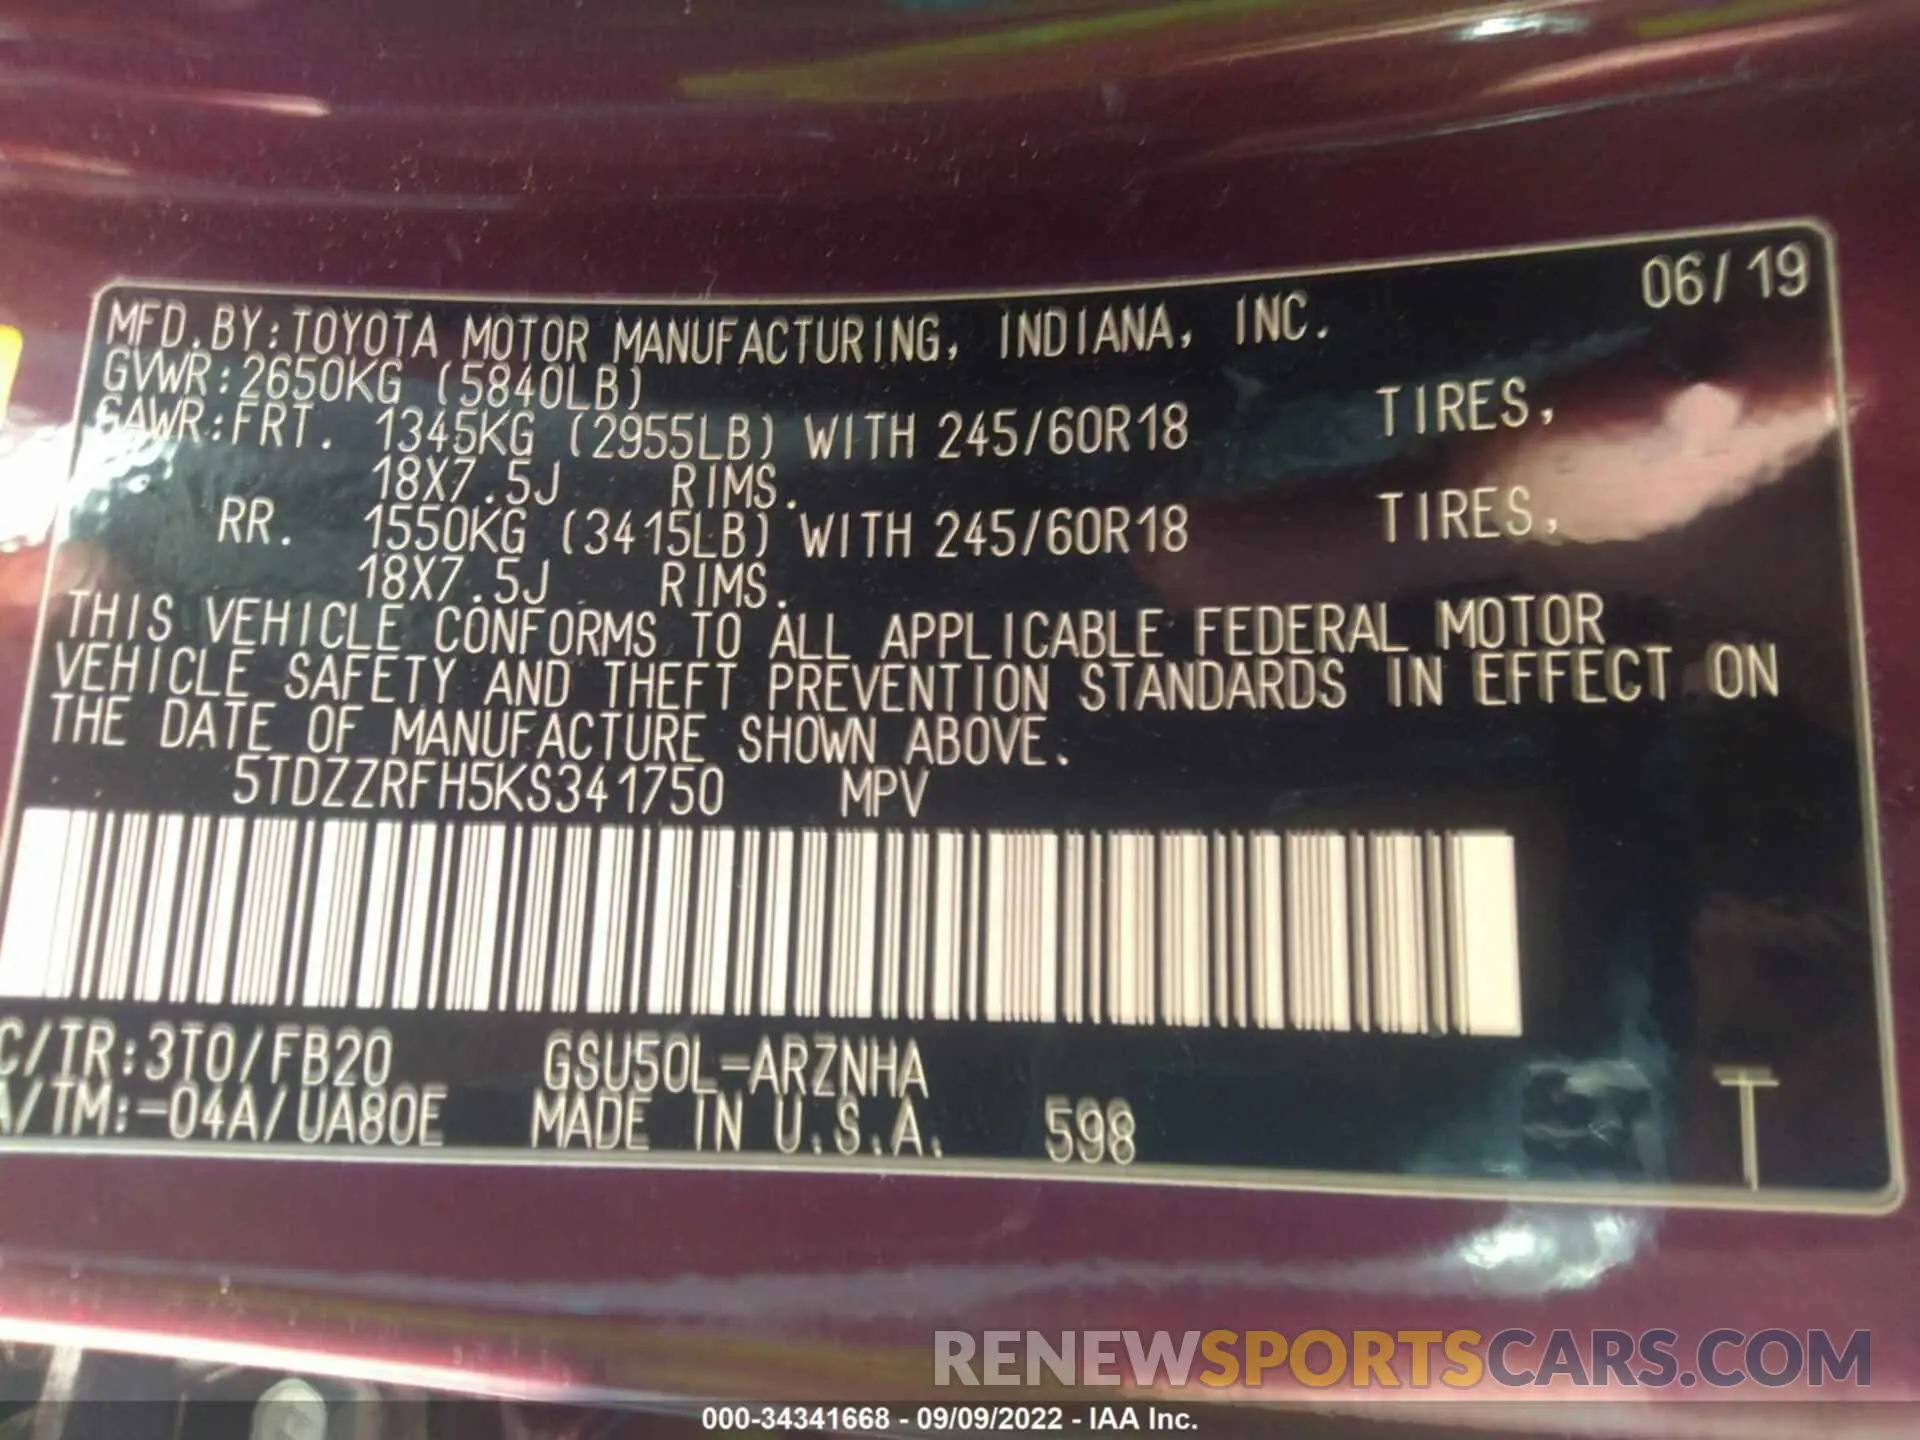 06/19
MFD.BY:TOYOTA MOTOR MANUFACTURING, INDIANA, INC.
GVWR:2650KG (5840LB)
GAWR:FRT. 1345KG (2955LB) WITH 245/60R18 TIRES,
18X7.5J RIMS.
RR. 1550KG (3415LB) WITH 245/60R18 TIRES,
18X7.5J RIMS.
THIS VEHICLE CONFORMS TO ALL APPLICABLE FEDERAL MOTOR
VEHICLE SAFETY AND THEFT PREVENTION STANDARDS IN EFFECT ON
THE DATE OF MANUFACTURE SHOWN ABOVE.
5TDZZRFH5KS341750 MPV
C/TR:3T0/FB20 GSU50L-ARZNHA
A/TM:-04A/UA80E MADE IN U.S.A. 598
T
RENEWSPORTSCARS.COM
000-34341668 - 09/09/2022 - IAA Inc.